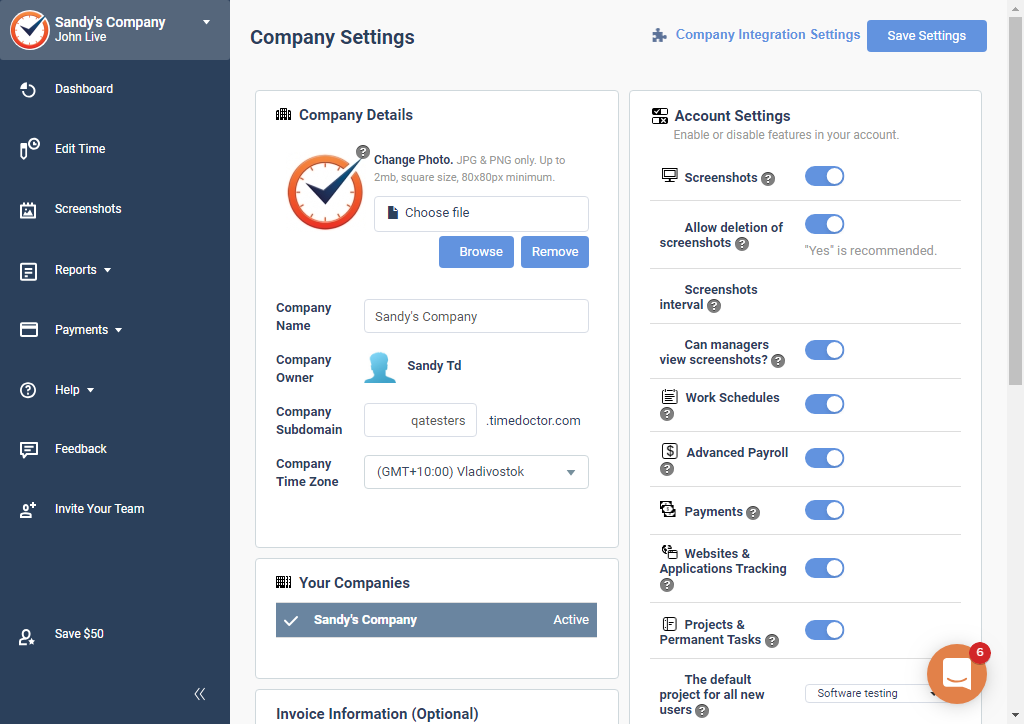 Sandy's Company
John Live
Dashboard
Edit Time
Screenshots
Reports
Payments
Help
Feedback
Invite Your Team
Save $50
Company Settings
Company Integration Settings
Save Settings
Company Details
?
Change Photo. JPG & PNG only. Up to
2mb, square size, 80x80px minimum.
Choose file
Browse
Remove
Company
Name
Sandy's Company
Company
Owner
Sandy Td
Company
Subdomain
qatesters
.timedoctor.com
Company
Time Zone
(GMT+10:00) Vladivostok
Your Companies
Sandy's Company
Active
Invoice Information (Optional)
Account Settings
Enable or disable features in your account.
Screenshots ?
Allow deletion of
screenshots ?
"Yes" is recommended.
Screenshots
interval ?
Can managers
view screenshots? ?
Work Schedules
?
$ Advanced Payroll
?
Payments ?
Websites &
Applications Tracking
?
Projects &
Permanent Tasks ?
The default
project for all new
users ?
Software testing
6